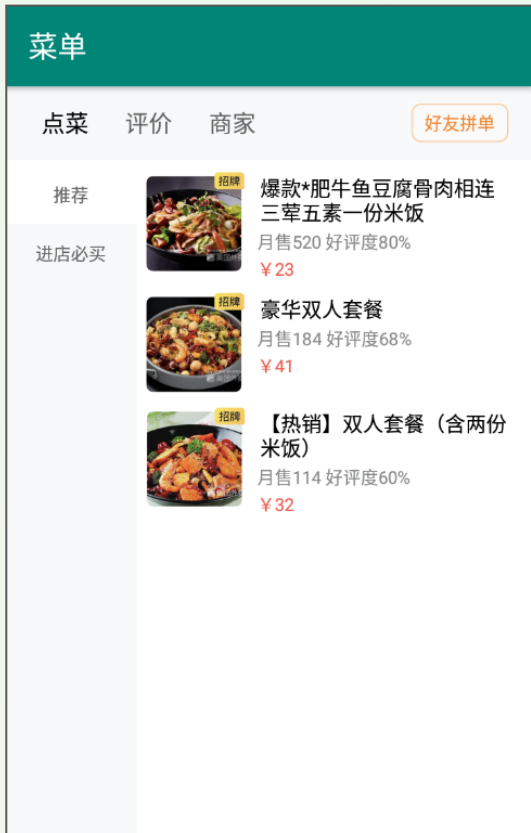 菜单
点菜 评价 商家 好友拼单
推荐
进店必买
招牌
爆款*肥牛鱼豆腐骨肉相连
三荤五素一份米饭
月售520 好评度80%
￥23
招牌
豪华双人套餐
月售184 好评度68%
￥41
招牌
【热销】双人套餐（含两份
米饭）
月售114 好评度60%
￥32